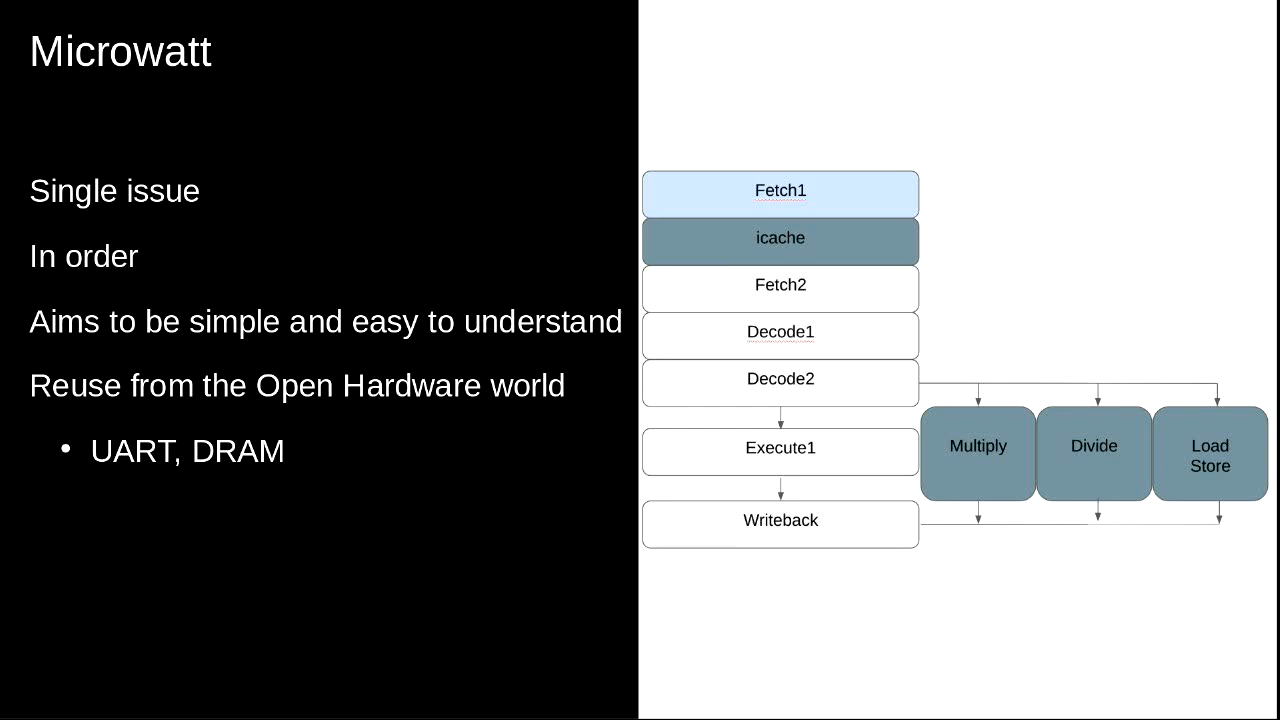 Microwatt
Single issue
In order
Aims to be simple and easy to understand
Reuse from the Open Hardware world
• UART, DRAM
Fetch1
icache
Fetch2
Decode1
Decode2
Execute1
Writeback
Multiply
Divide
Load
Store